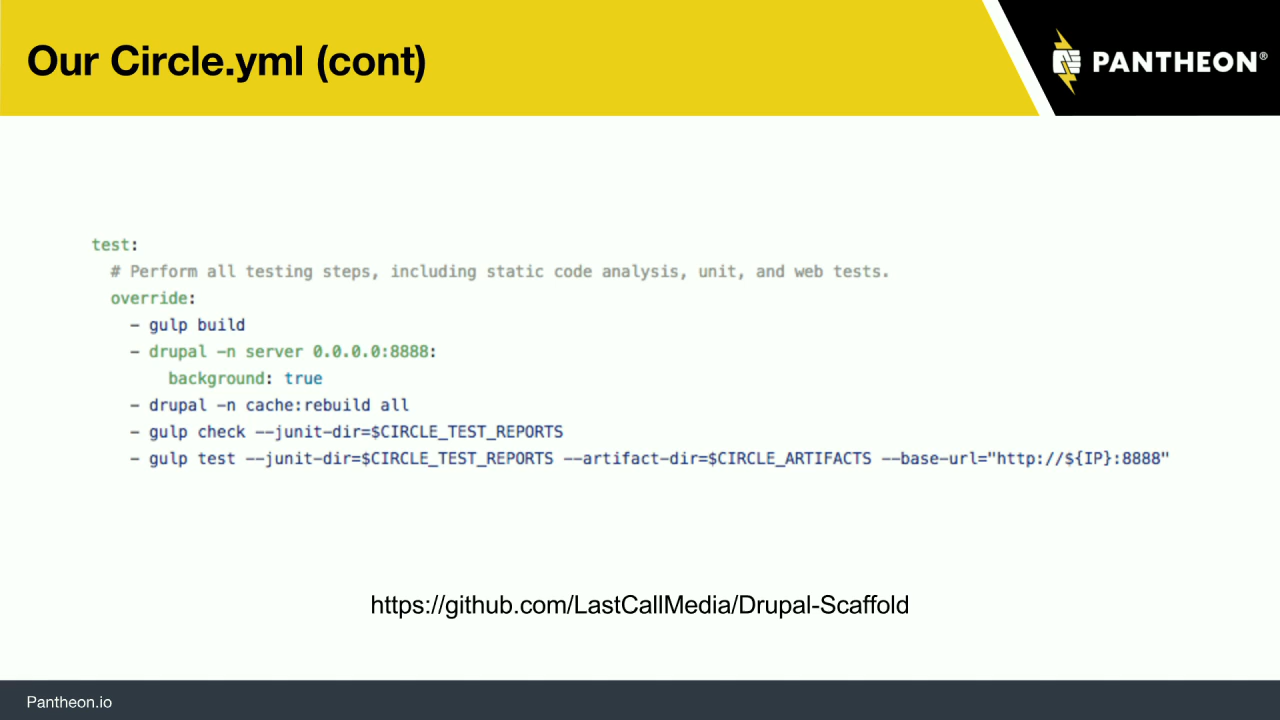 Our Circle.yml (cont)
PANTHEON®
test:
# Perform all testing steps, including static code analysis, unit, and web tests.
override:
– gulp build
– drupal –n server 0.0.0.0:8888:
background: true
– drupal –n cache:rebuild all
– gulp check --junit-dir=$CIRCLE_TEST_REPORTS
– gulp test --junit-dir=$CIRCLE_TEST_REPORTS --artifact-dir=$CIRCLE_ARTIFACTS --base-url="http://${IP}:8888"
https://github.com/LastCallMedia/Drupal-Scaffold
Pantheon.io